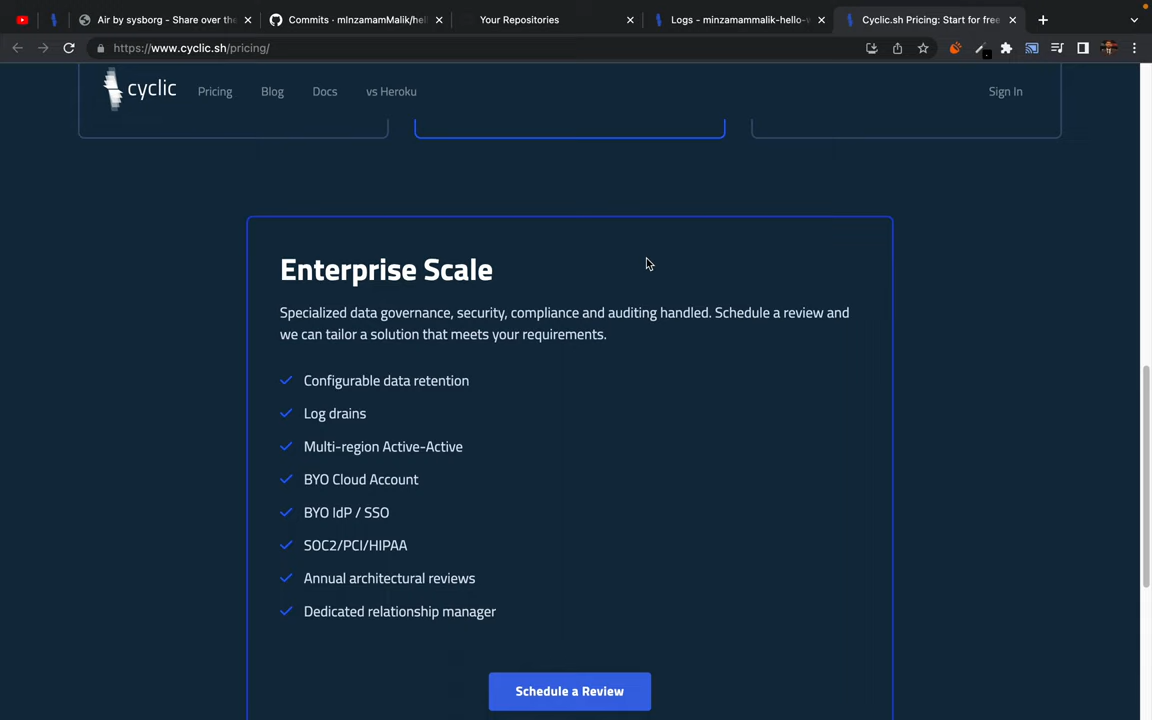 Air by sysborg - Share over the
Commits · mInzamamMalik/hel
Your Repositories
Logs - minzamammalik-hello-w
Cyclic.sh Pricing: Start for free
https://www.cyclic.sh/pricing/
cyclic
Pricing
Blog
Docs
vs Heroku
Sign In
Enterprise Scale
Specialized data governance, security, compliance and auditing handled. Schedule a review and
we can tailor a solution that meets your requirements.
Configurable data retention
Log drains
Multi-region Active-Active
BYO Cloud Account
BYO IdP / SSO
SOC2/PCI/HIPAA
Annual architectural reviews
Dedicated relationship manager
Schedule a Review